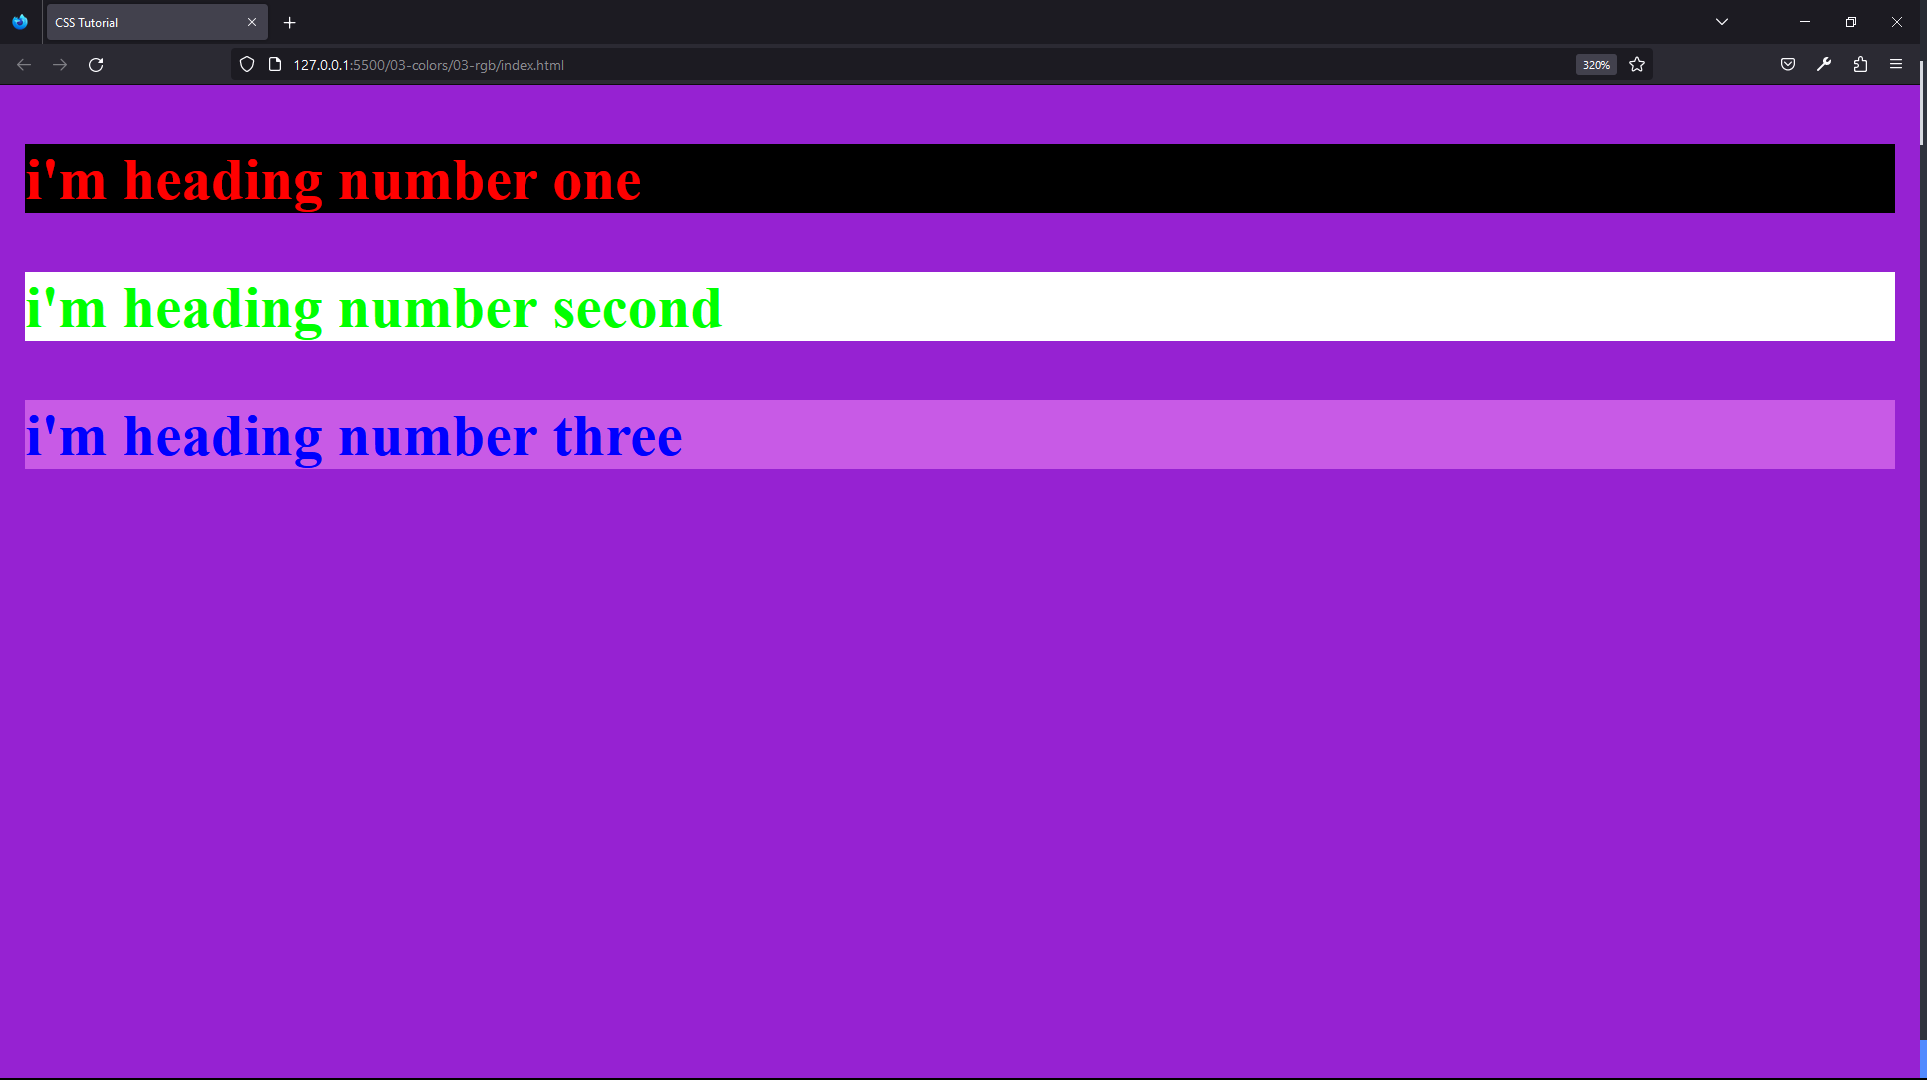 CSS Tutorial
127.0.0.1:5500/03-colors/03-rgb/index.html
320%
i'm heading number one
i'm heading number second
i'm heading number three